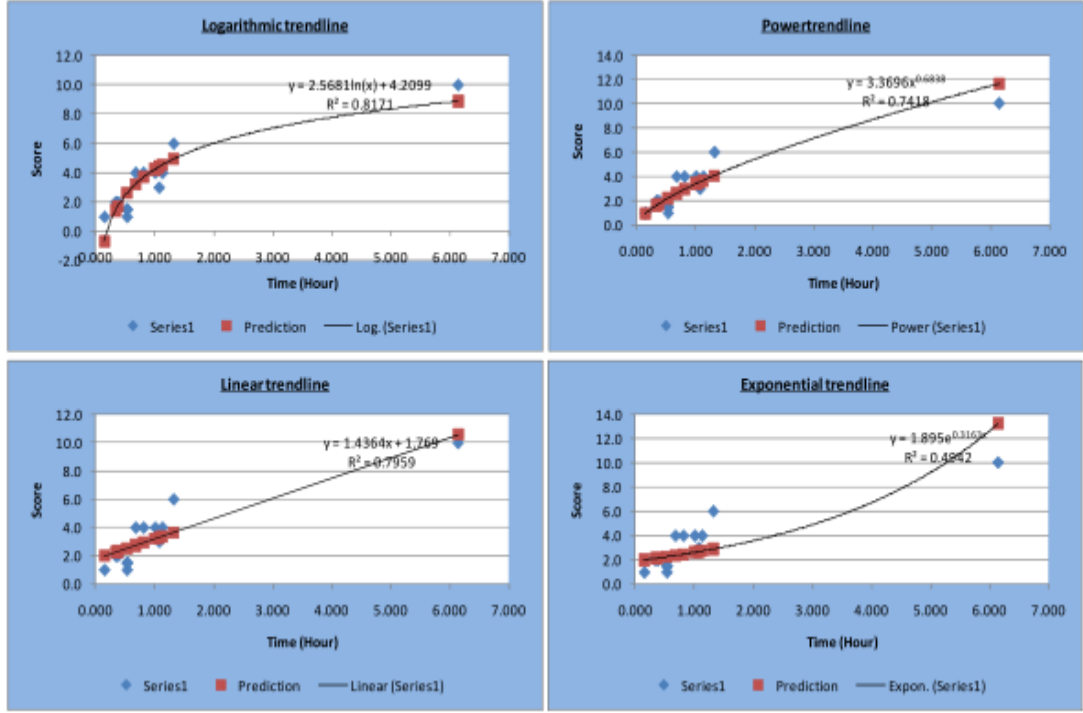 Logarithmic trendline
12.0
10.0
8.0
6.0
4.0
2.0
0.0
-2.0
Score
y = 2.5681ln(x) + 4.2099
R² = 0.8171
0.000 1.000 2.000 3.000 4.000 5.000 6.000 7.000
Time (Hour)
Series1 Prediction Log. (Series1)
Powertrendline
14.0
12.0
10.0
8.0
6.0
4.0
2.0
0.0
Score
y = 3.3696x^0.6838
R² = 0.7418
0.000 1.000 2.000 3.000 4.000 5.000 6.000 7.000
Time (Hour)
Series1 Prediction Power (Series1)
Linear trendline
12.0
10.0
8.0
6.0
4.0
2.0
0.0
Score
y = 1.4364x + 1.769
R² = 0.7959
0.000 1.000 2.000 3.000 4.000 5.000 6.000 7.000
Time (Hour)
Series1 Prediction Linear (Series1)
Exponential trendline
14.0
12.0
10.0
8.0
6.0
4.0
2.0
0.0
Score
y = 1.895e
R² = 0.4942
0.000 1.000 2.000 3.000 4.000 5.000 6.000 7.000
Time (Hour)
Series1 Prediction Expon. (Series1)